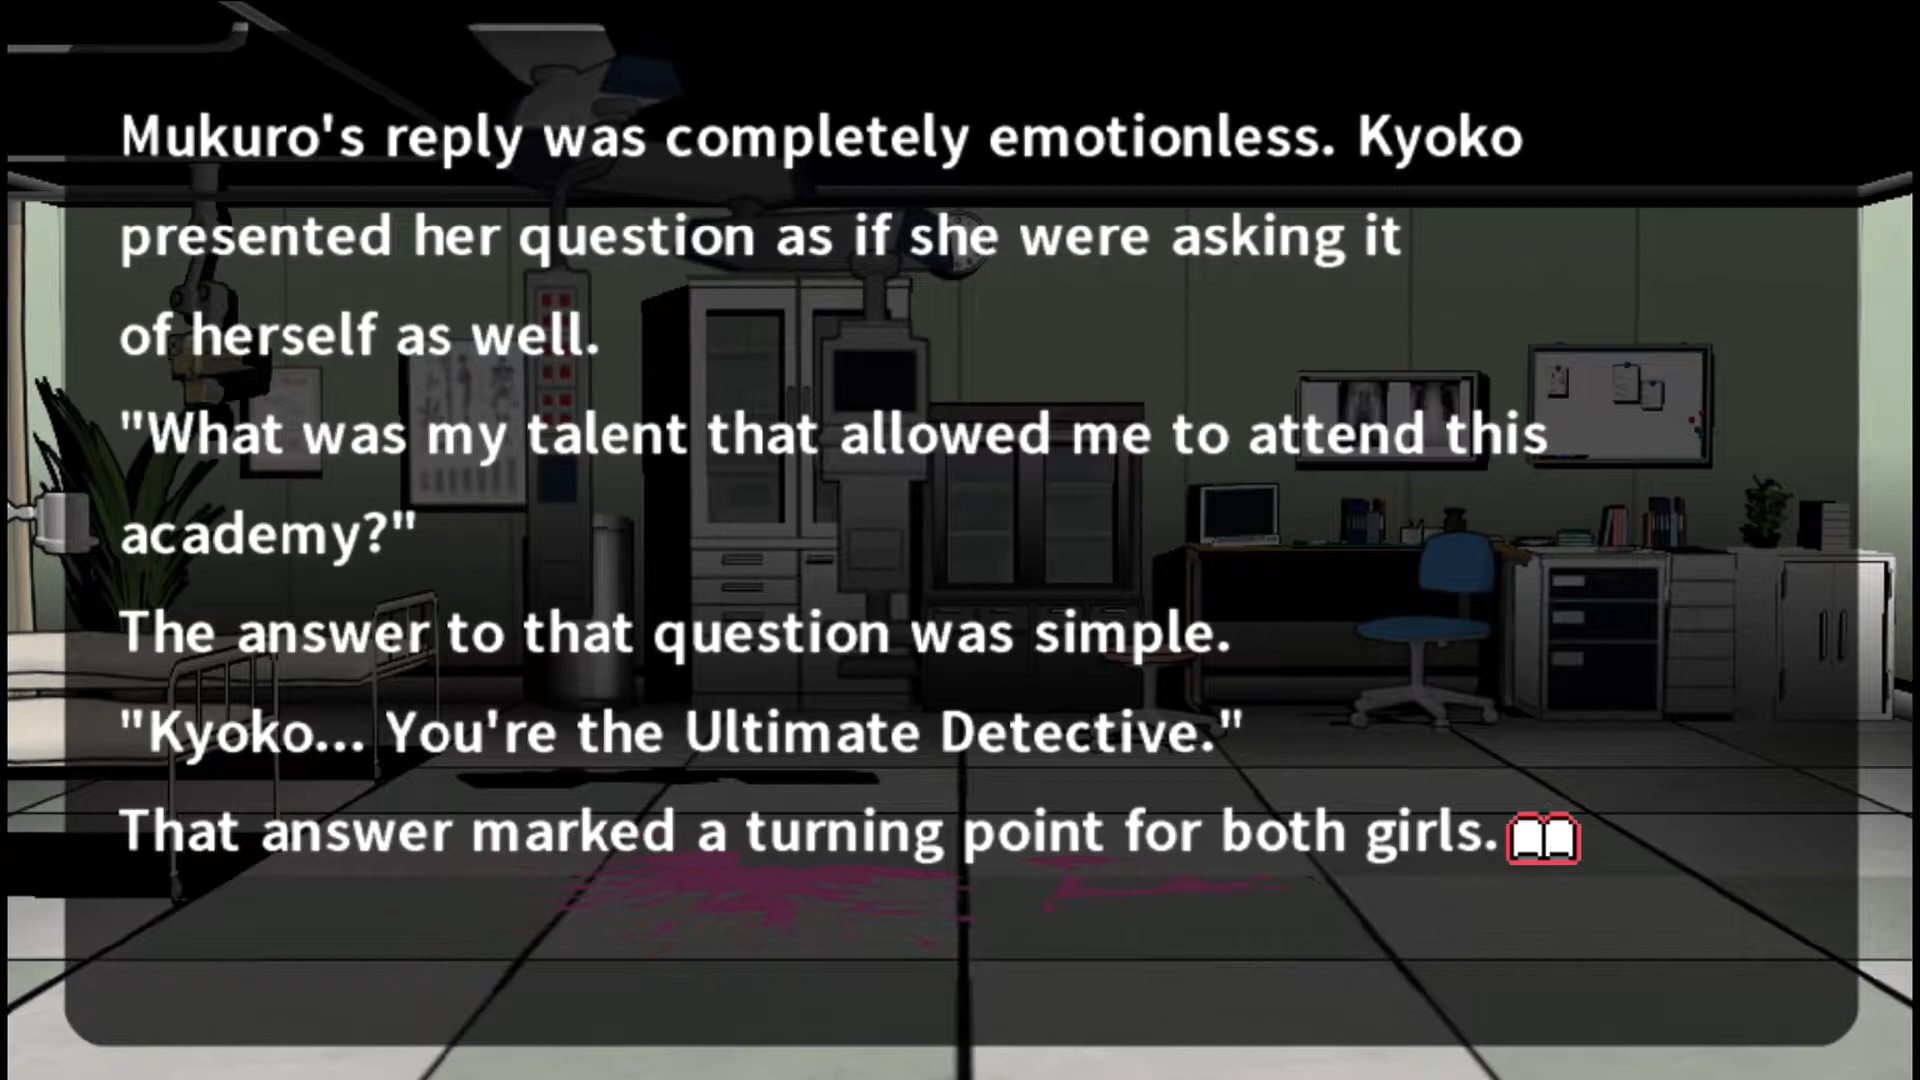 Mukuro's reply was completely emotionless. Kyoko
presented her question as if she were asking it
of herself as well.
"What was my talent that allowed me to attend this
academy?"
The answer to that question was simple.
"Kyoko... You're the Ultimate Detective."
That answer marked a turning point for both girls.